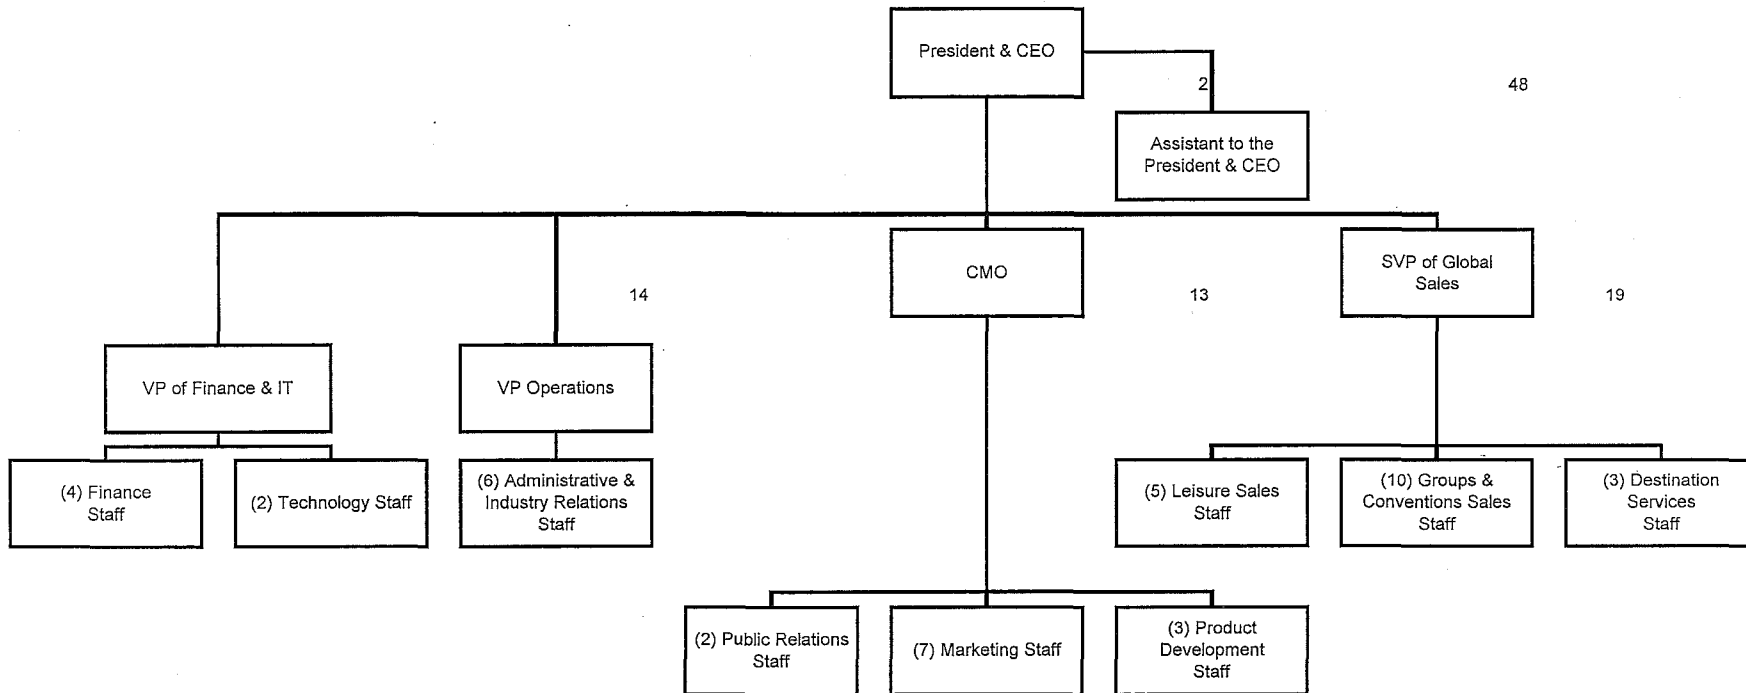 President & CEO
2
48
Assistant to the
President & CEO
CMO
SVP of Global
Sales
14
13
19
VP of Finance & IT
VP Operations
(4) Finance
Staff
(2) Technology Staff
(6) Administrative &
Industry Relations
Staff
(5) Leisure Sales
Staff
(10) Groups &
Conventions Sales
Staff
(3) Destination
Services
Staff
(2) Public Relations
Staff
(7) Marketing Staff
(3) Product
Development
Staff